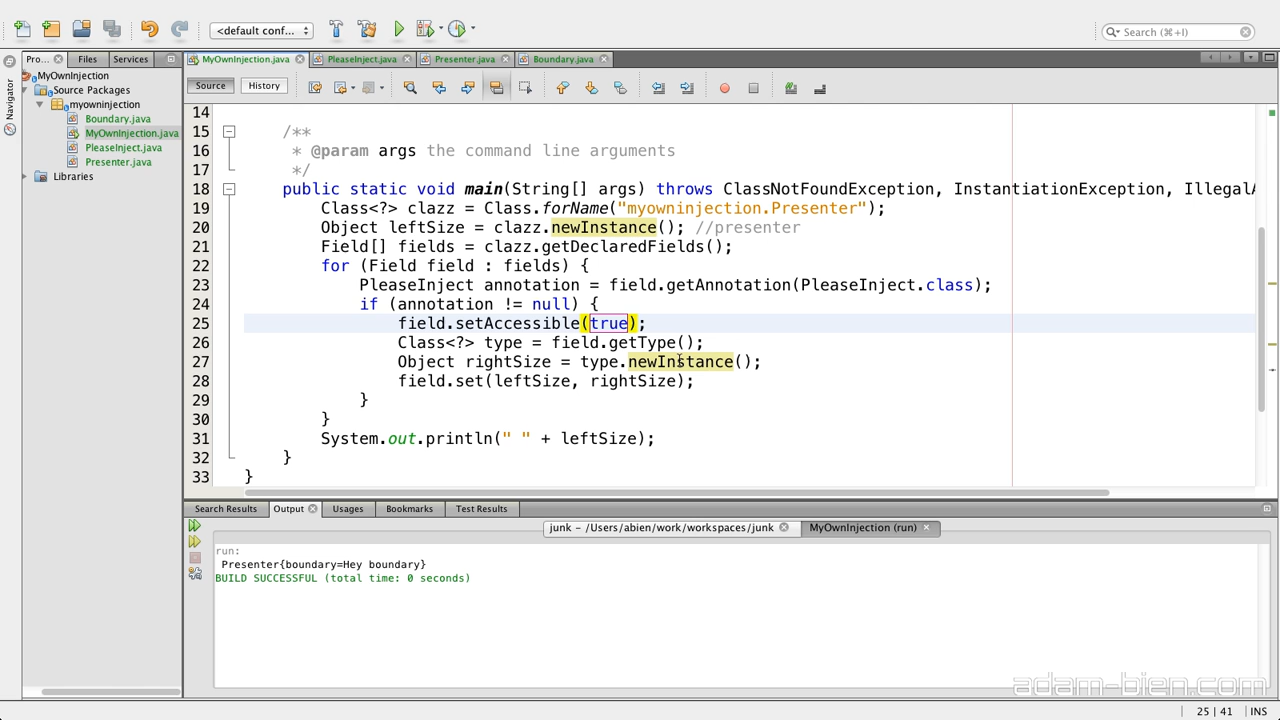 <default conf...
Search (⌘+I)
Pro...
Files
Services
MyOwnInjection.java
PleaseInject.java
Presenter.java
Boundary.java
Navigator
MyOwnInjection
Source Packages
myowninjection
Boundary.java
MyOwnInjection.java
PleaseInject.java
Presenter.java
Libraries
Source
History
14
15 /**
16 * @param args the command line arguments
17 */
18 public static void main(String[] args) throws ClassNotFoundException, InstantiationException, IllegalA
19 Class<?> clazz = Class.forName("myowninjection.Presenter");
20 Object leftSize = clazz.newInstance(); //presenter
21 Field[] fields = clazz.getDeclaredFields();
22 for (Field field : fields) {
23 PleaseInject annotation = field.getAnnotation(PleaseInject.class);
24 if (annotation != null) {
25 field.setAccessible(true);
26 Class<?> type = field.getType();
27 Object rightSize = type.newInstance();
28 field.set(leftSize, rightSize);
29 }
30 }
31 System.out.println(" " + leftSize);
32 }
33 }
Search Results
Output
Usages
Bookmarks
Test Results
junk - /Users/abien/work/workspaces/junk
MyOwnInjection (run)
run:
Presenter{boundary=Hey boundary}
BUILD SUCCESSFUL (total time: 0 seconds)
adam-bien.com
25 | 41
INS